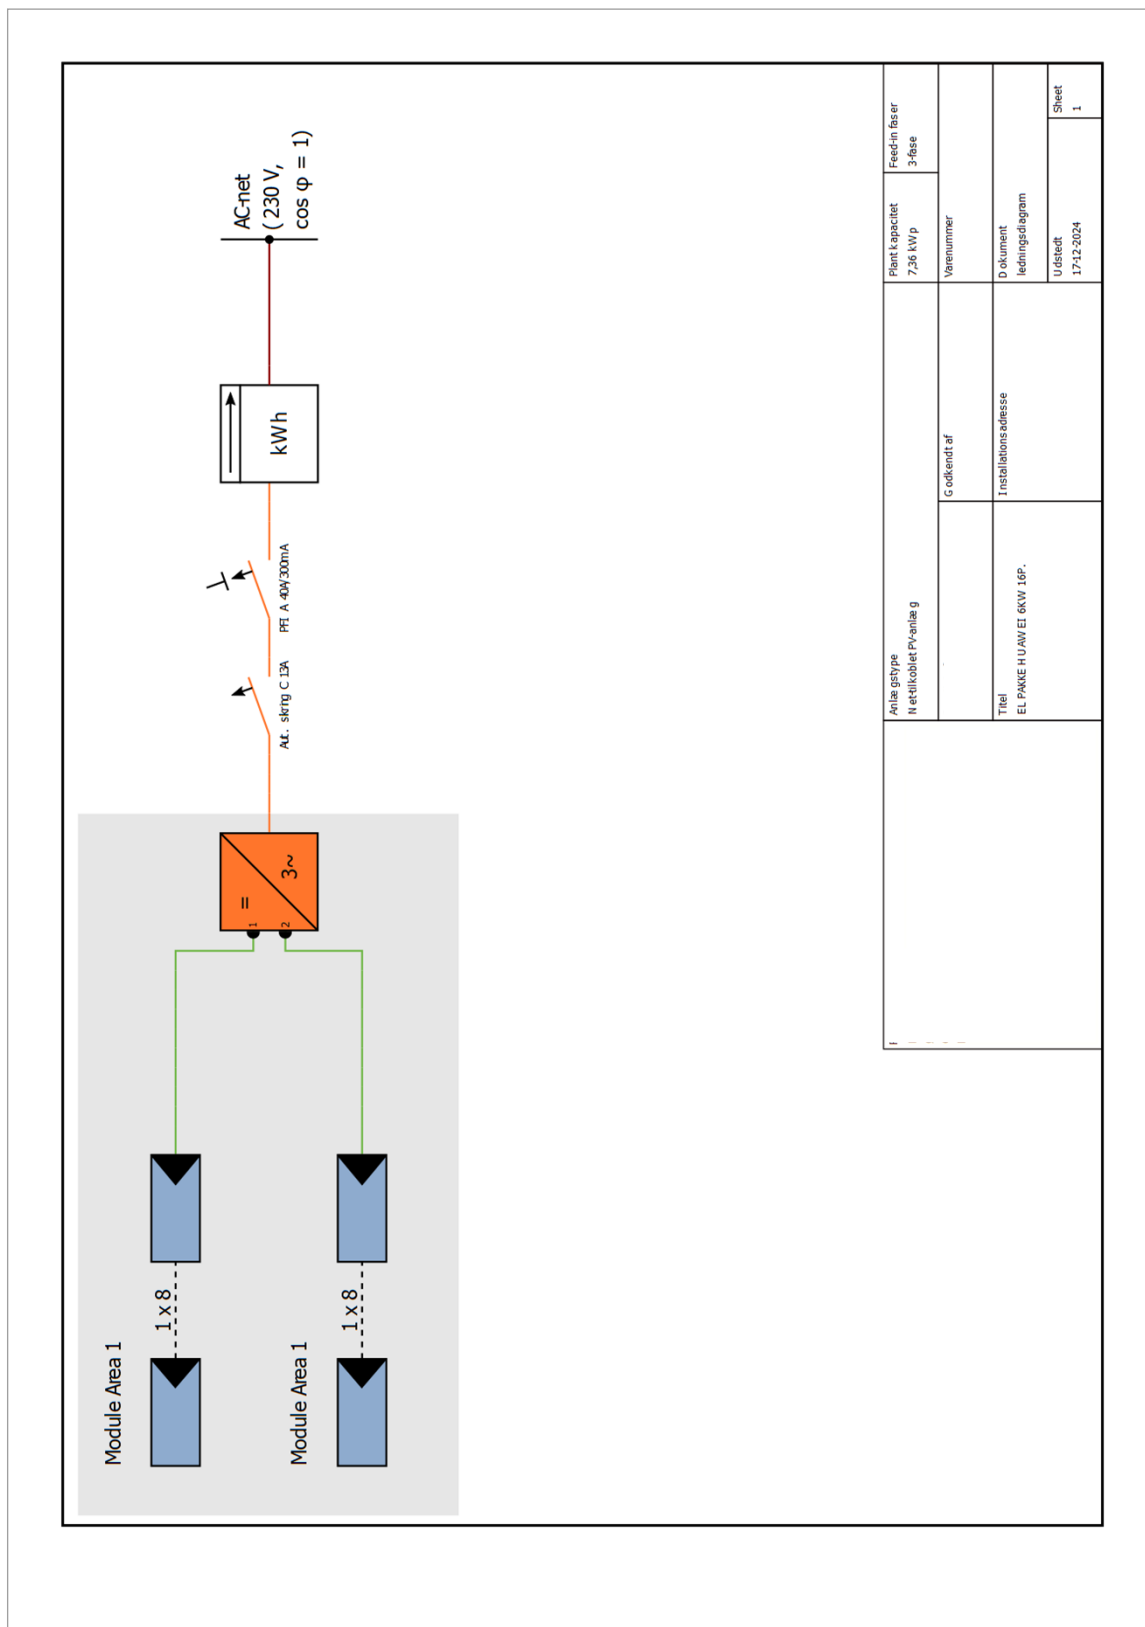 Module Area 1
1 x 8
Module Area 1
1 x 8
1
2
=
3~
Aut. sikring C 13A
PFI A 40A/300mA
kWh
AC-net
( 230 V,
cos φ = 1)
Anlægstype
Net-tilkoblet PV-anlæg
Plant kapacitet
7,36 kWp
Feed-in faser
3-fase
Godkendt af
Varenummer
Titel
EL PAKKE HUAWEI 6KW 16P.
Installationsadresse
Dokument
ledningsdiagram
Udstedt
17-12-2024
Sheet
1